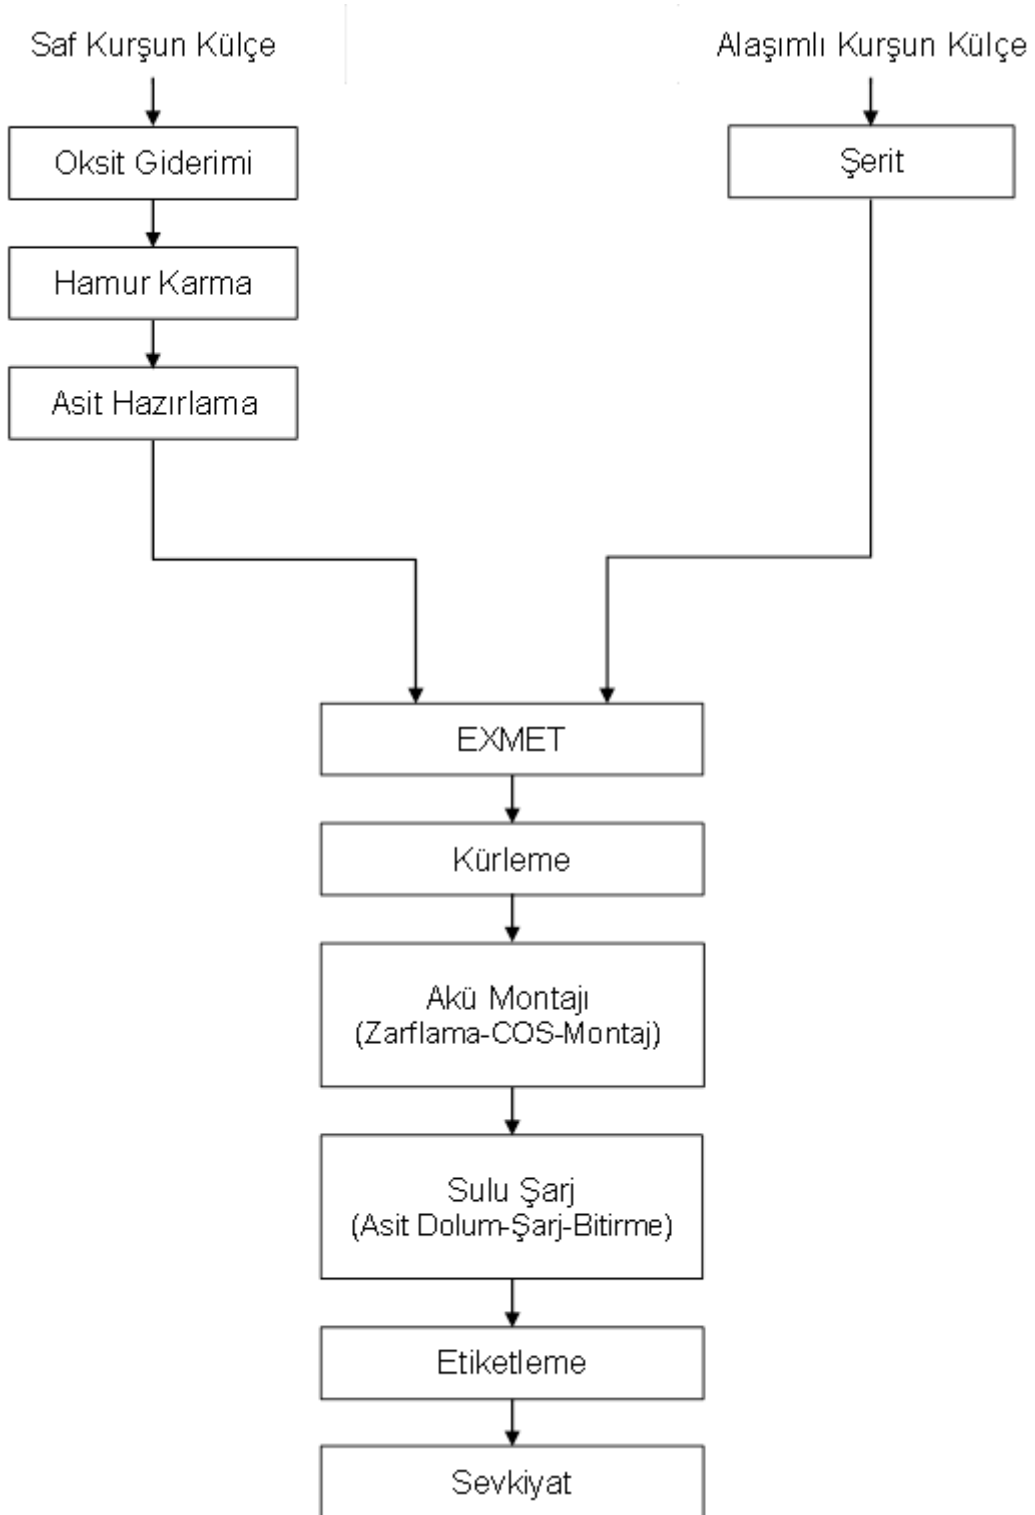 Saf Kurşun Külçe
Alaşımlı Kurşun Külçe
Oksit Giderimi
Şerit
Hamur Karma
Asit Hazırlama
EXMET
Kürleme
Akü Montajı
(Zarflama-COS-Montaj)
Sulu Şarj
(Asit Dolum-Şarj-Bitirme)
Etiketleme
Sevkiyat